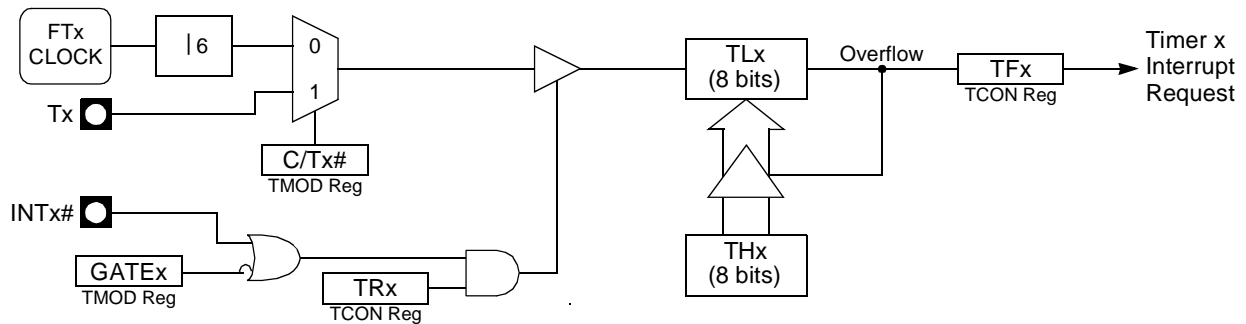 FTx
CLOCK
| 6
0
1
Tx
C/Tx#
TMOD Reg
INTx#
GATEx
TMOD Reg
TRx
TCON Reg
TLx
(8 bits)
Overflow
TFx
TCON Reg
Timer x
Interrupt
Request
THx
(8 bits)